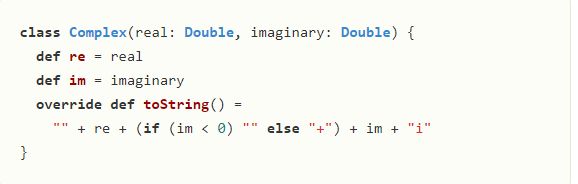 class Complex(real: Double, imaginary: Double) {
  def re = real
  def im = imaginary
  override def toString() =
    "" + re + (if (im < 0) "" else "+") + im + "i"
}